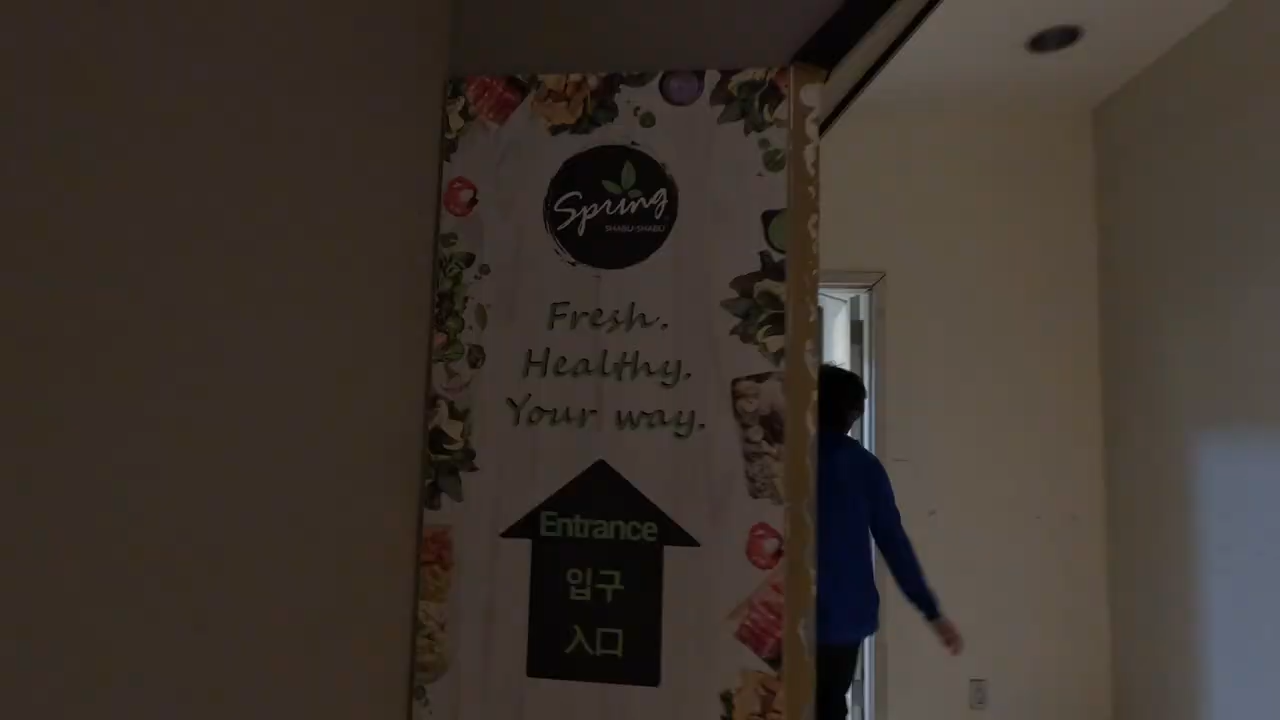 Spring
SHABU-SHABU
Fresh.
Healthy.
Your way.
Entrance
입구
入口